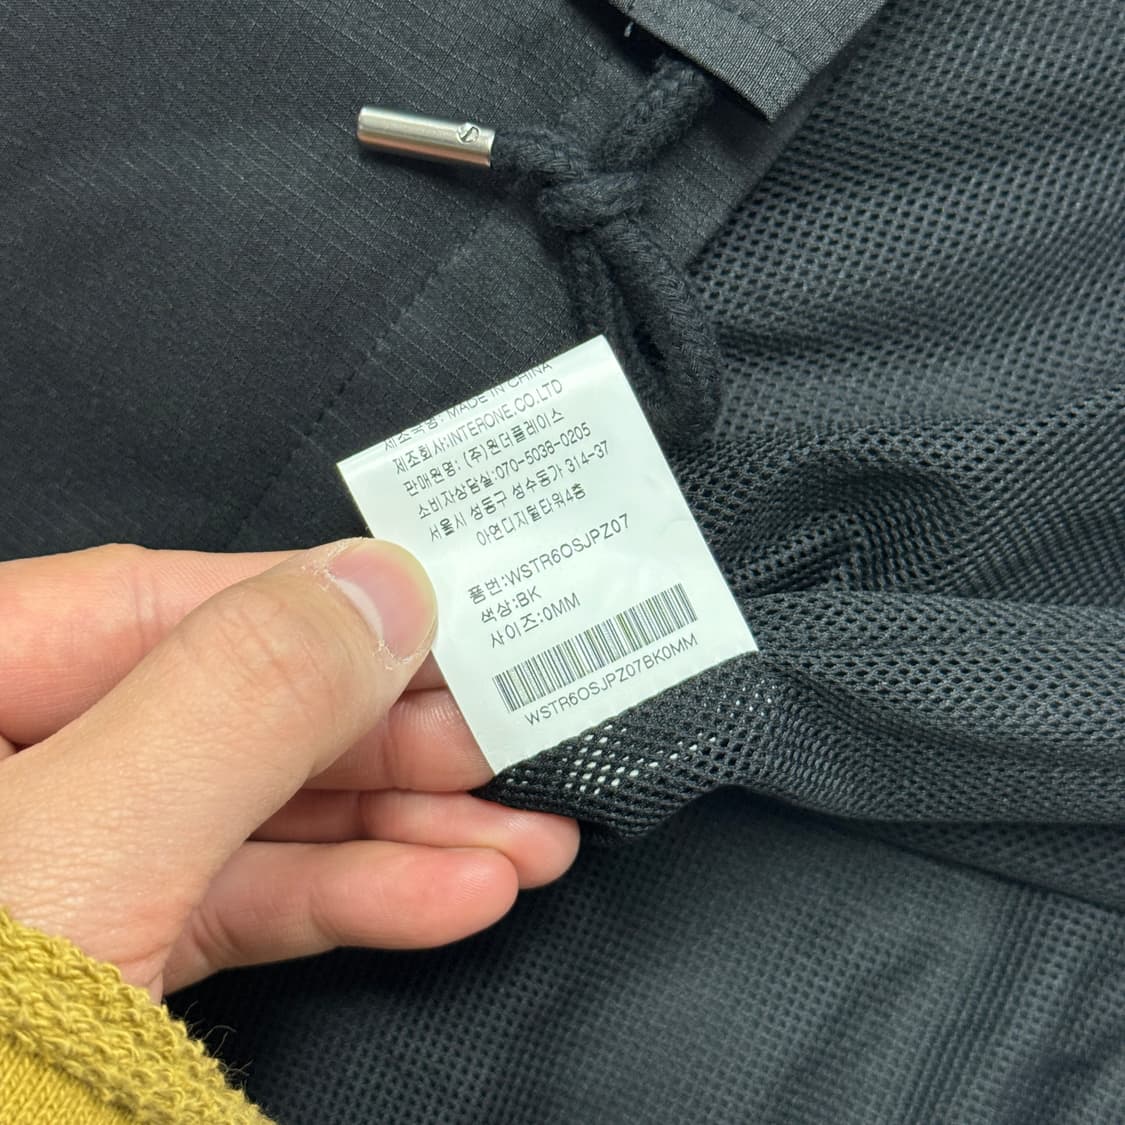 제조국명: MADE IN CHINA
제조회사:INTERONE.CO.LTD
판매원명: (주)원더플레이스
소비자상담실:070-5038-0205
서울시 성동구 성수동가 314-37
아연디지털타워4층
품번:WSTR6OSJPZ07
색상:BK
사이즈:0MM
WSTR6OSJPZ07BK0MM